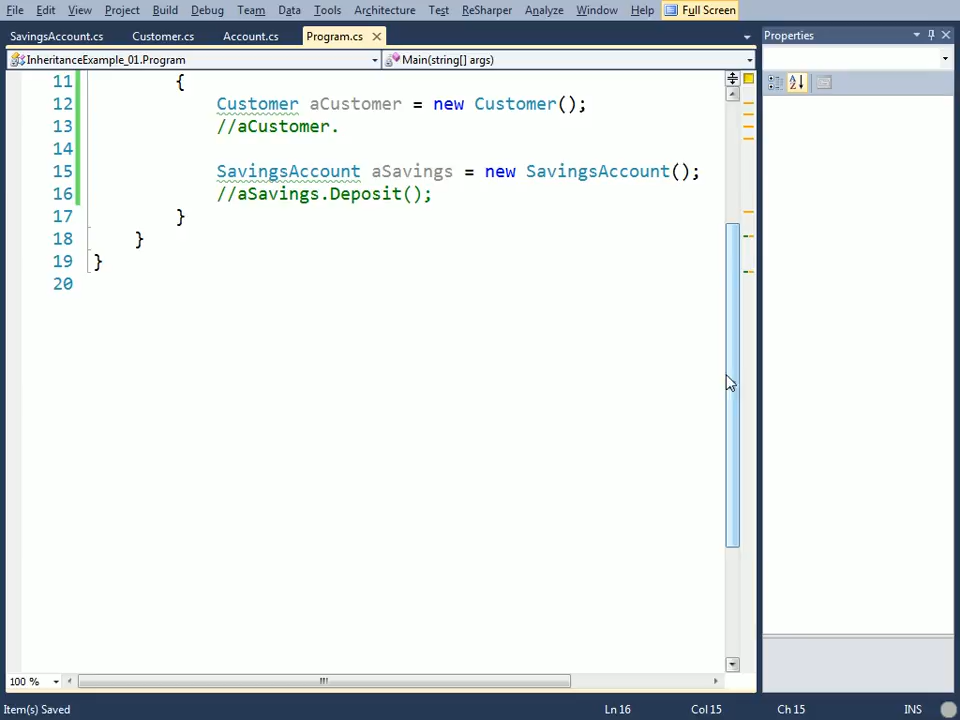 File Edit View Project Build Debug Team Data Tools Architecture Test ReSharper Analyze Window Help Full Screen
SavingsAccount.cs Customer.cs Account.cs Program.cs
Properties
InheritanceExample_01.Program Main(string[] args)
11 {
12 Customer aCustomer = new Customer();
13 //aCustomer.
14
15 SavingsAccount aSavings = new SavingsAccount();
16 //aSavings.Deposit();
17 }
18 }
19 }
20
100 %
Item(s) Saved Ln 16 Col 15 Ch 15 INS